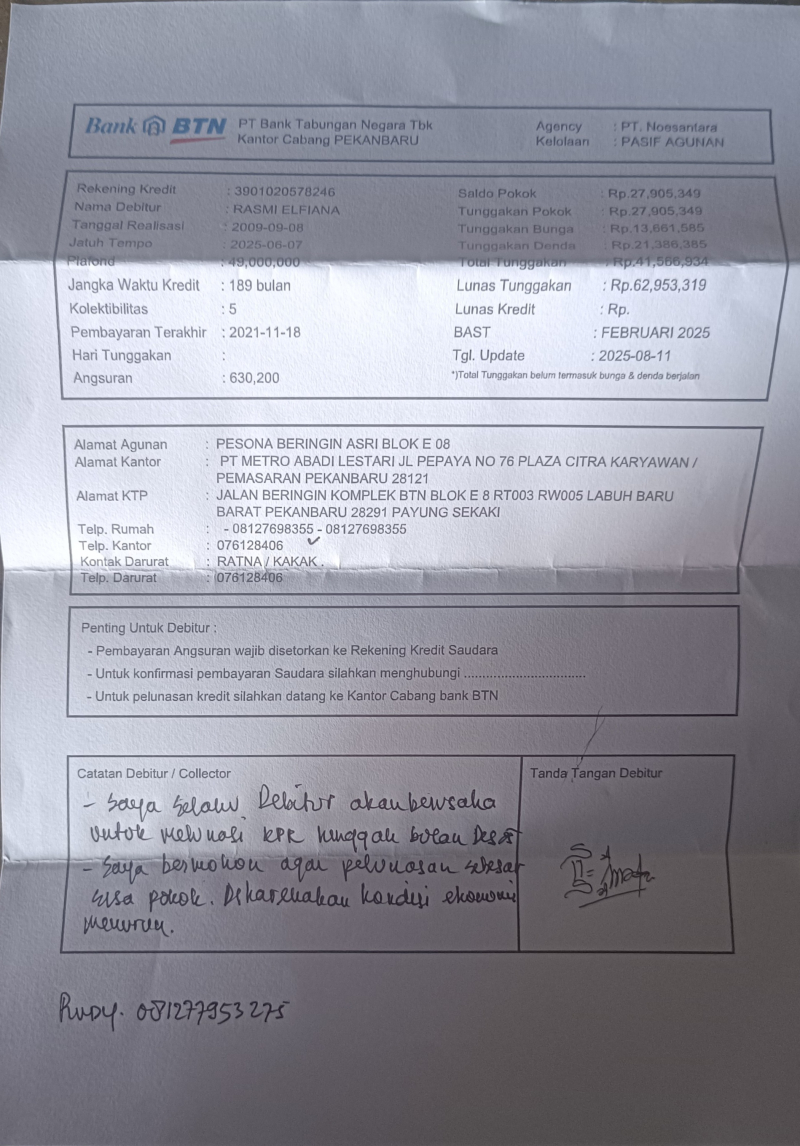 Bank BTN PT Bank Tabungan Negara Tbk
Kantor Cabang PEKANBARU
Agency : PT. Noesantara
Kelolaan : PASIF AGUNAN
Rekening Kredit : 3901020578246
Nama Debitur : RASMI ELFIANA
Tanggal Realisasi : 2009-09-08
Jatuh Tempo : 2025-06-07
Plafond : 49,000,000
Jangka Waktu Kredit : 189 bulan
Kolektibilitas : 5
Pembayaran Terakhir : 2021-11-18
Hari Tunggakan :
Angsuran : 630,200
Saldo Pokok : Rp.27,905,349
Tunggakan Pokok : Rp.27,905,349
Tunggakan Bunga : Rp.13,661,585
Tunggakan Denda : Rp.21,386,385
Total Tunggakan : Rp.41,566,934
Lunas Tunggakan : Rp.62,953,319
Lunas Kredit : Rp.
BAST : FEBRUARI 2025
Tgl. Update : 2025-08-11
*)Total Tunggakan belum termasuk bunga & denda berjalan
Alamat Agunan : PESONA BERINGIN ASRI BLOK E 08
Alamat Kantor : PT METRO ABADI LESTARI JL PEPAYA NO 76 PLAZA CITRA KARYAWAN /
PEMASARAN PEKANBARU 28121
Alamat KTP : JALAN BERINGIN KOMPLEK BTN BLOK E 8 RT003 RW005 LABUH BARU
BARAT PEKANBARU 28291 PAYUNG SEKAKI
Telp. Rumah : - 08127698355 - 08127698355
Telp. Kantor : 076128406
Kontak Darurat : RATNA / KAKAK .
Telp. Darurat : 076128406
Penting Untuk Debitur :
- Pembayaran Angsuran wajib disetorkan ke Rekening Kredit Saudara
- Untuk konfirmasi pembayaran Saudara silahkan menghubungi ..................................
- Untuk pelunasan kredit silahkan datang ke Kantor Cabang bank BTN
Catatan Debitur / Collector
- Saya Selaku Debitur akan berusaha
untuk melunasi KPR hinggah bulan Des
- Saya bermohon agar pelunasan sebesar
sisa pokok. Dikarenakan kondisi ekonomi
menurun.
Tanda Tangan Debitur
Rudy. 081277953275